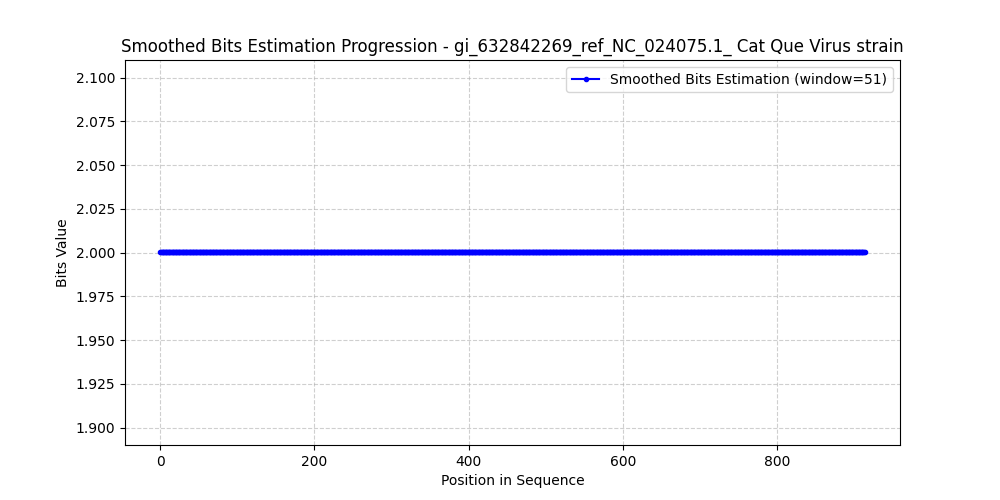 Smoothed Bits Estimation Progression - gi_632842269_ref_NC_024075.1_ Cat Que Virus strain
Smoothed Bits Estimation (window=51)
2.100
2.075
2.050
2.025
2.000
1.975
1.950
1.925
1.900
Bits Value
0 200 400 600 800
Position in Sequence